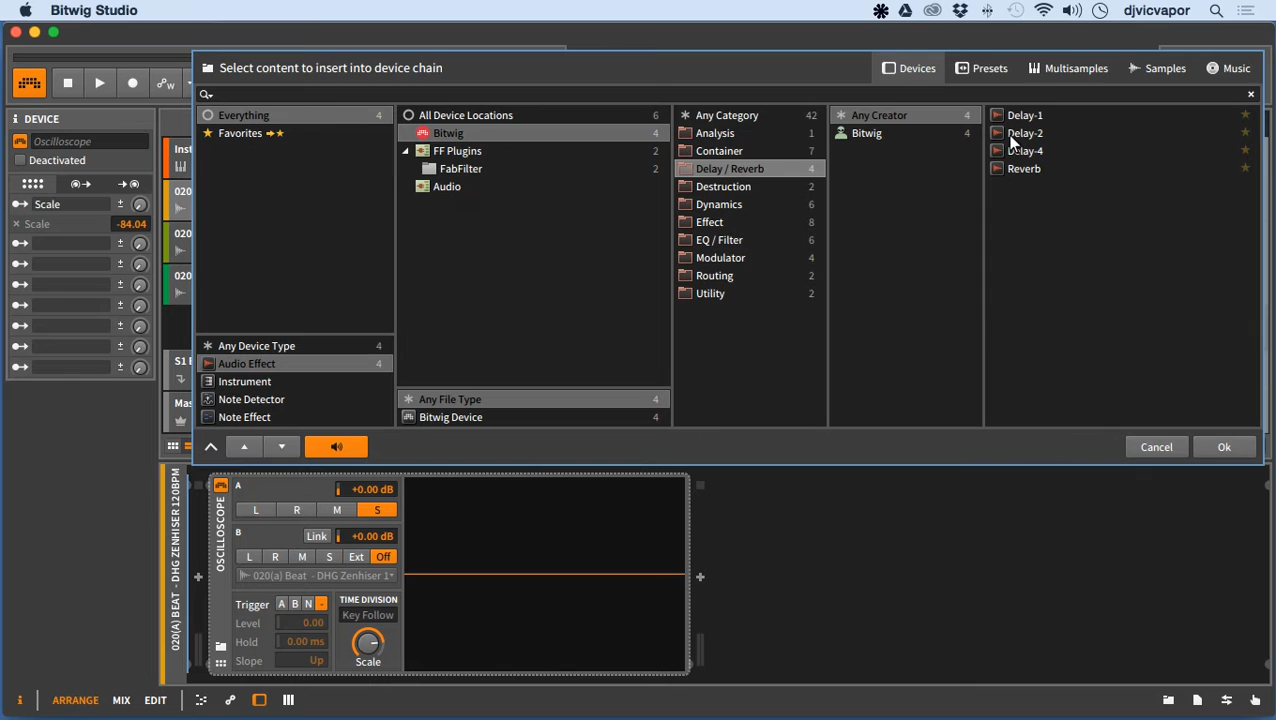 Bitwig Studio
djvicvapor
Select content to insert into device chain
Devices
Presets
Multisamples
Samples
Music
DEVICE
Oscilloscope
Deactivated
Scale
Scale -84.04
020
020
020
S1
Mas
Everything 4
Favorites
Any Device Type 4
Audio Effect 4
Instrument
Note Detector
Note Effect
All Device Locations 6
Bitwig 4
FF Plugins 2
FabFilter 2
Audio
Any File Type 4
Bitwig Device 4
Any Category 42
Analysis 1
Container 7
Delay / Reverb 4
Destruction 2
Dynamics 6
Effect 8
EQ / Filter 6
Modulator 4
Routing 2
Utility 2
Any Creator 4
Bitwig 4
Delay-1
Delay-2
Delay-4
Reverb
Cancel
Ok
020(A) BEAT - DHG ZENHISER 120BPM
OSCILLOSCOPE
A +0.00 dB
L R M S
B Link +0.00 dB
L R M S Ext Off
020(a) Beat - DHG Zenhiser 1
Trigger A B N -
Level 0.00
Hold 0.00 ms
Slope Up
TIME DIVISION
Key Follow
Scale
i ARRANGE MIX EDIT